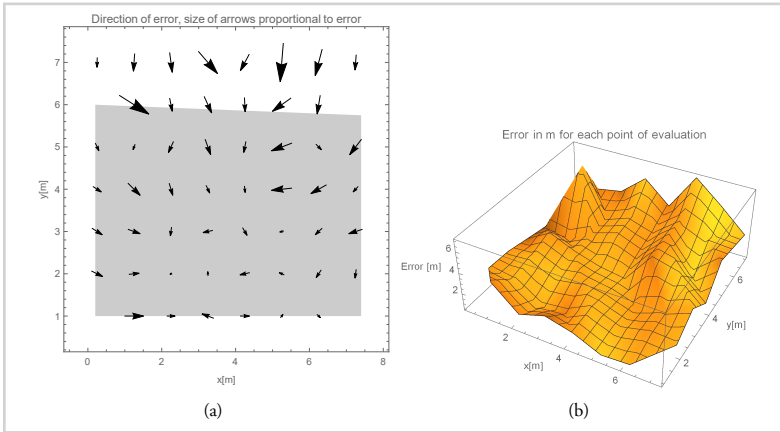 Direction of error, size of arrows proportional to error
7
6
5
4
3
2
1
y[m]
0
2
4
6
8
x[m]
(a)
Error in m for each point of evaluation
6
4
2
Error [m]
2
4
6
x[m]
2
4
6
y[m]
(b)